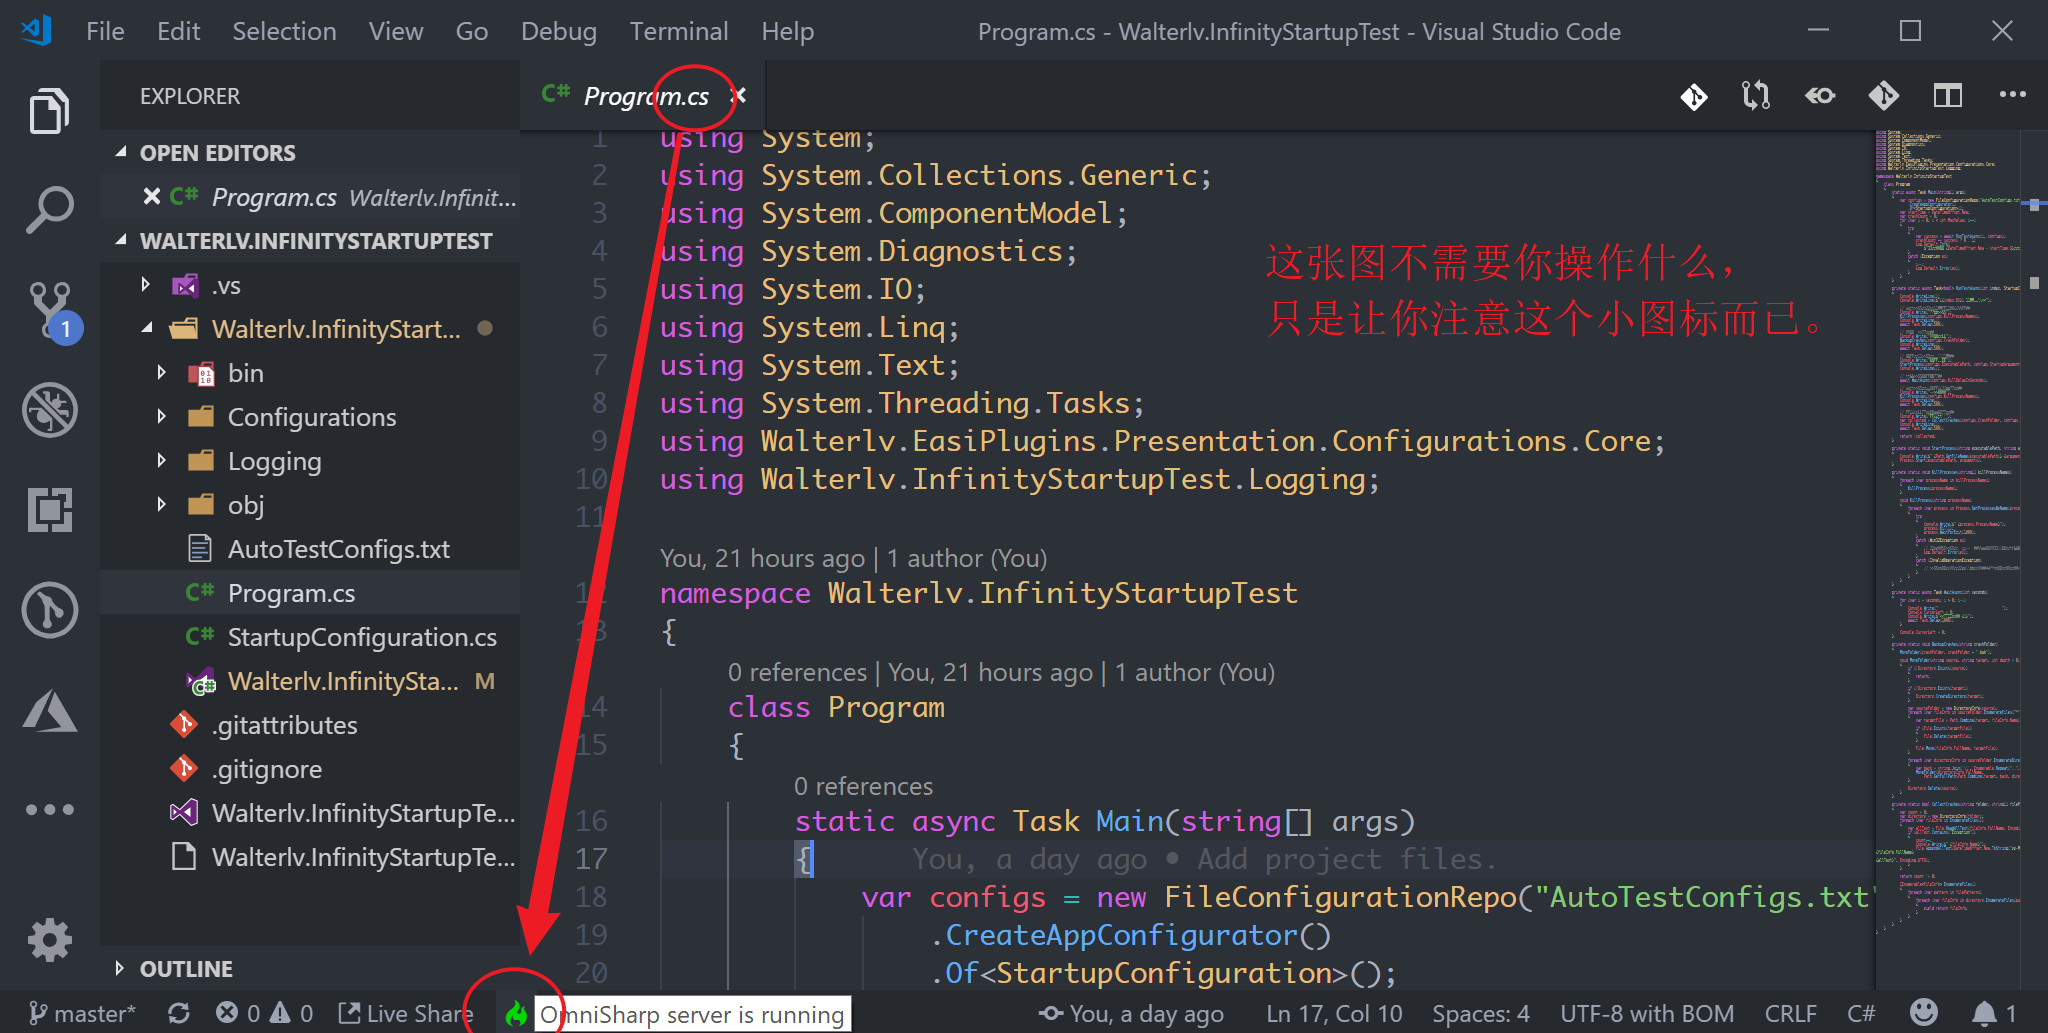 File Edit Selection View Go Debug Terminal Help
Program.cs - Walterlv.InfinityStartupTest - Visual Studio Code
EXPLORER
OPEN EDITORS
C# Program.cs Walterlv.Infinit...
WALTERLV.INFINITYSTARTUPTEST
.vs
Walterlv.InfinityStart...
bin
Configurations
Logging
obj
AutoTestConfigs.txt
C# Program.cs
C# StartupConfiguration.cs
Walterlv.InfinitySta... M
.gitattributes
.gitignore
Walterlv.InfinityStartupTe...
Walterlv.InfinityStartupTe...
OUTLINE
1
C# Program.cs
1 using System;
2 using System.Collections.Generic;
3 using System.ComponentModel;
4 using System.Diagnostics;
5 using System.IO;
6 using System.Linq;
7 using System.Text;
8 using System.Threading.Tasks;
9 using Walterlv.EasiPlugins.Presentation.Configurations.Core;
10 using Walterlv.InfinityStartupTest.Logging;
11
You, 21 hours ago | 1 author (You)
12 namespace Walterlv.InfinityStartupTest
13 {
0 references | You, 21 hours ago | 1 author (You)
14 class Program
15 {
0 references
16 static async Task Main(string[] args)
17 { You, a day ago • Add project files.
18 var configs = new FileConfigurationRepo("AutoTestConfigs.txt"
19 .CreateAppConfigurator()
20 .Of<StartupConfiguration>();
这张图不需要你操作什么，
只是让你注意这个小图标而已。
master* 0 0 Live Share OmniSharp server is running You, a day ago Ln 17, Col 10 Spaces: 4 UTF-8 with BOM CRLF C# 1